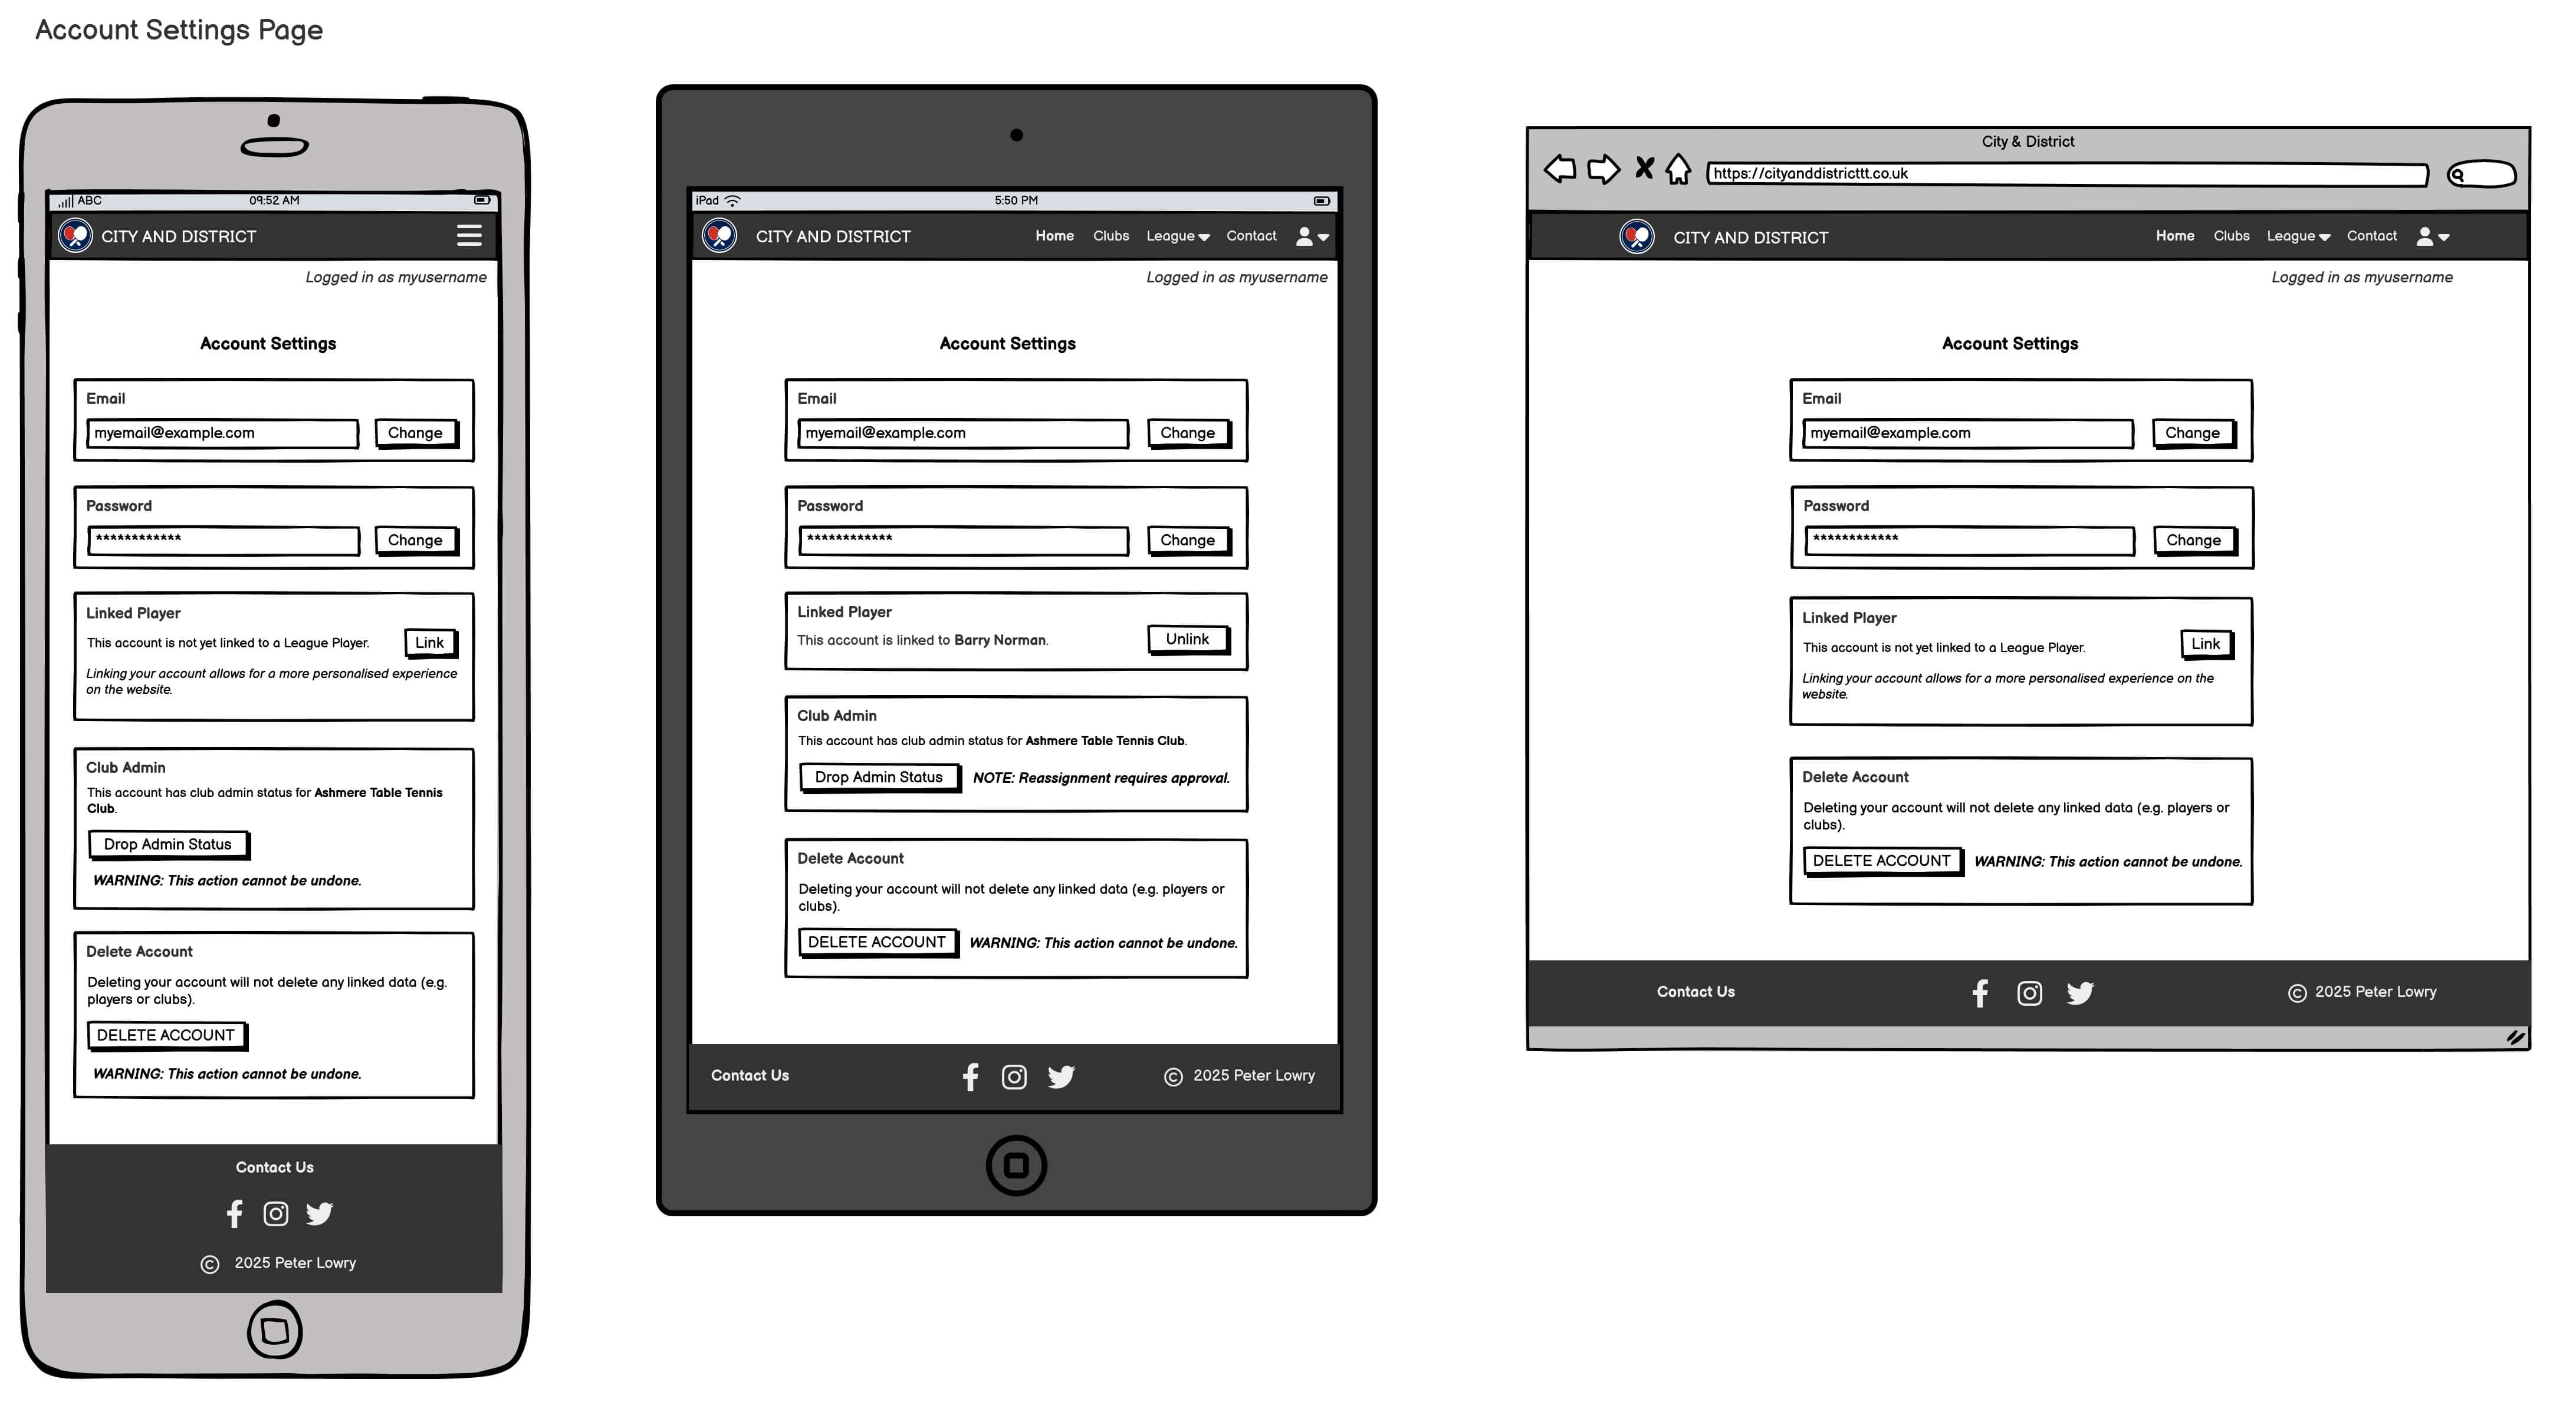 Account Settings Page
ABC 09:52 AM
CITY AND DISTRICT
Logged in as myusername
Account Settings
Email
myemail@example.com Change
Password
************ Change
Linked Player
This account is not yet linked to a League Player. Link
Linking your account allows for a more personalised experience
on the website.
Club Admin
This account has club admin status for Ashmere Table Tennis
Club.
Drop Admin Status
WARNING: This action cannot be undone.
Delete Account
Deleting your account will not delete any linked data (e.g.
players or clubs).
DELETE ACCOUNT
WARNING: This action cannot be undone.
Contact Us
© 2025 Peter Lowry
iPad 5:50 PM
CITY AND DISTRICT Home Clubs League Contact
Logged in as myusername
Account Settings
Email
myemail@example.com Change
Password
************ Change
Linked Player
This account is linked to Barry Norman. Unlink
Club Admin
This account has club admin status for Ashmere Table Tennis Club.
Drop Admin Status NOTE: Reassignment requires approval.
Delete Account
Deleting your account will not delete any linked data (e.g. players or
clubs).
DELETE ACCOUNT WARNING: This action cannot be undone.
Contact Us © 2025 Peter Lowry
City & District
https://cityanddistricttt.co.uk
CITY AND DISTRICT Home Clubs League Contact
Logged in as myusername
Account Settings
Email
myemail@example.com Change
Password
************ Change
Linked Player
This account is not yet linked to a League Player. Link
Linking your account allows for a more personalised experience on the
website.
Delete Account
Deleting your account will not delete any linked data (e.g. players or
clubs).
DELETE ACCOUNT WARNING: This action cannot be undone.
Contact Us © 2025 Peter Lowry